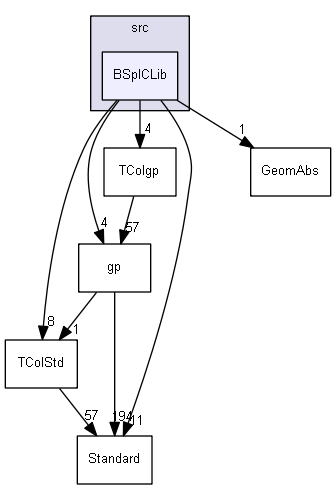 src
BSplCLib
4
1
TColgp
GeomAbs
4
57
gp
8
1
TColStd
57
194
11
Standard